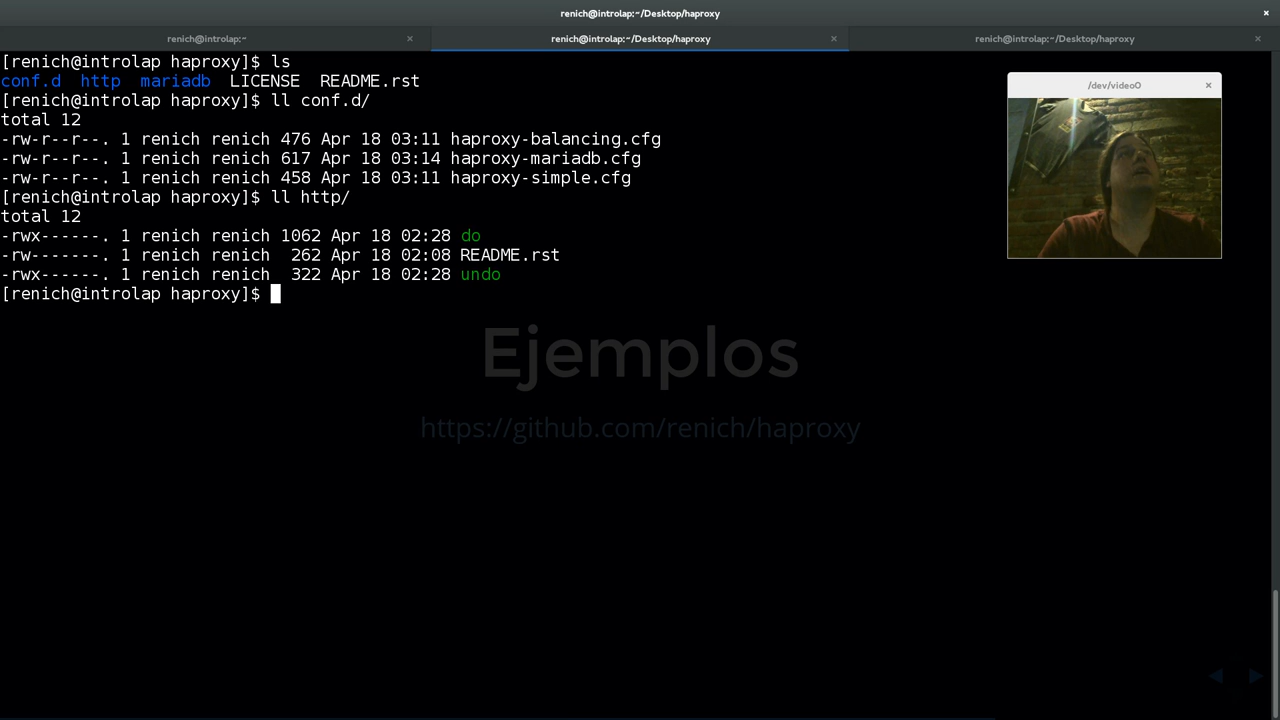 renich@introlap:~/Desktop/haproxy ×
renich@introlap:~ × renich@introlap:~/Desktop/haproxy × renich@introlap:~/Desktop/haproxy ×
[renich@introlap haproxy]$ ls
conf.d http mariadb LICENSE README.rst
[renich@introlap haproxy]$ ll conf.d/
total 12
-rw-r--r--. 1 renich renich 476 Apr 18 03:11 haproxy-balancing.cfg
-rw-r--r--. 1 renich renich 617 Apr 18 03:14 haproxy-mariadb.cfg
-rw-r--r--. 1 renich renich 458 Apr 18 03:11 haproxy-simple.cfg
[renich@introlap haproxy]$ ll http/
total 12
-rwx------. 1 renich renich 1062 Apr 18 02:28 do
-rw-------. 1 renich renich 262 Apr 18 02:08 README.rst
-rwx------. 1 renich renich 322 Apr 18 02:28 undo
[renich@introlap haproxy]$
/dev/video0 ×
Ejemplos
https://github.com/renich/haproxy